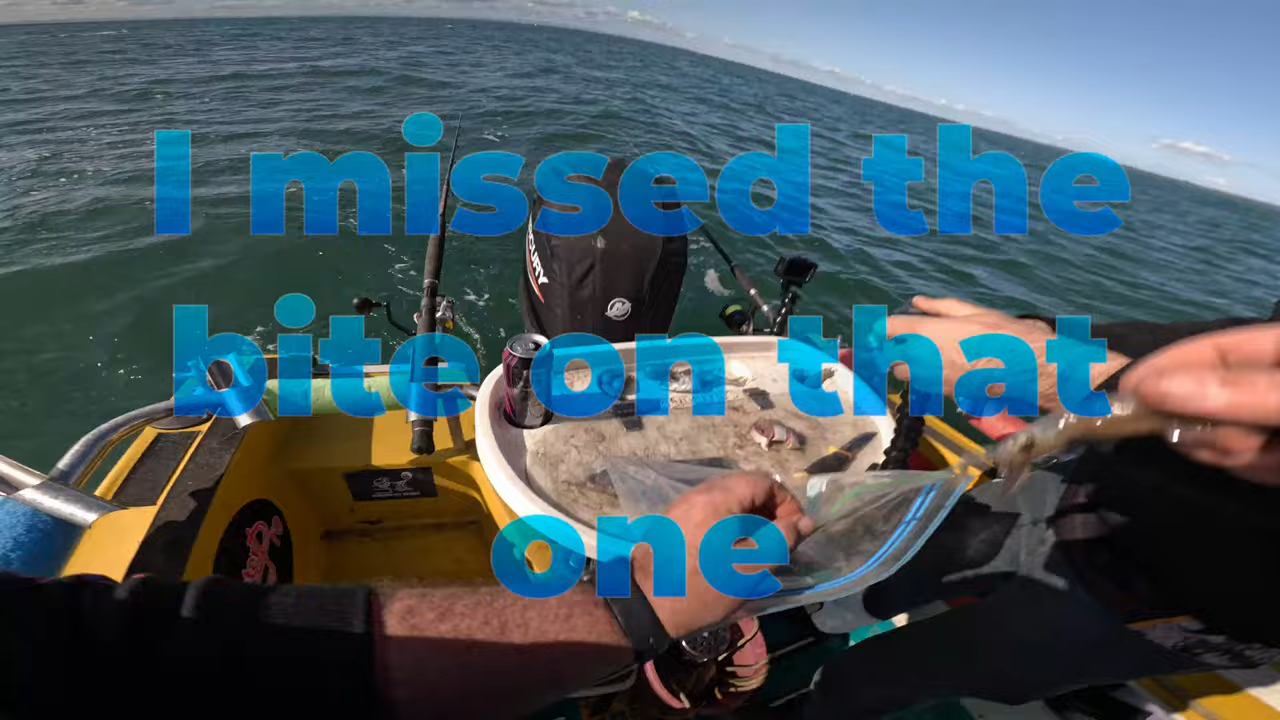 I missed the
bite on that
one